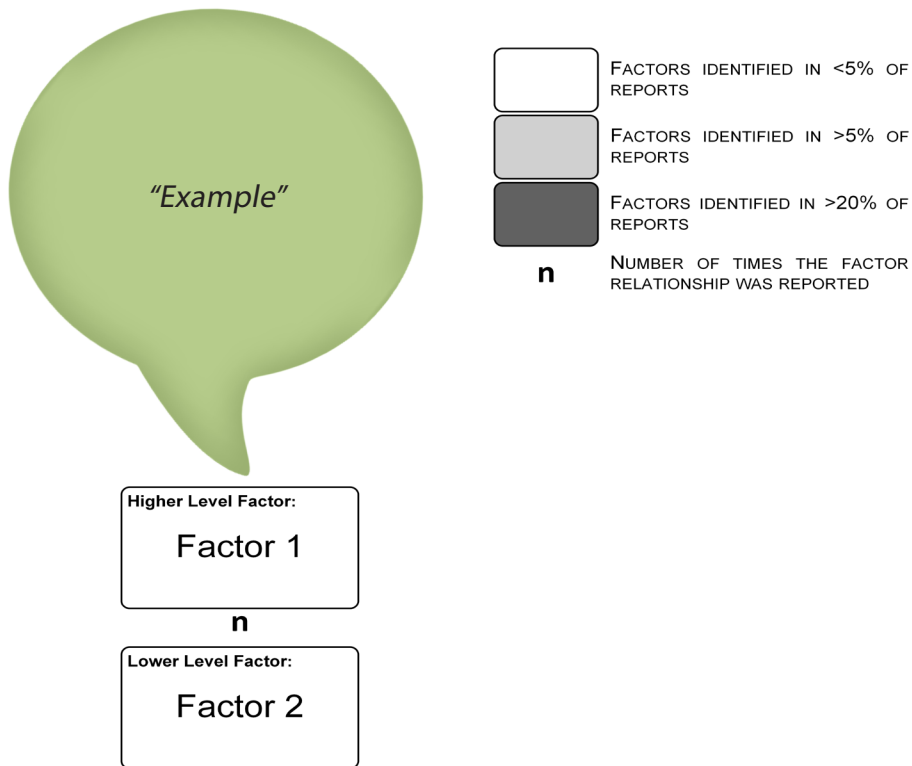 “Example”
FACTORS IDENTIFIED IN <5% OF
REPORTS
FACTORS IDENTIFIED IN >5% OF
REPORTS
FACTORS IDENTIFIED IN >20% OF
REPORTS
n
NUMBER OF TIMES THE FACTOR
RELATIONSHIP WAS REPORTED
Higher Level Factor:
Factor 1
n
Lower Level Factor:
Factor 2